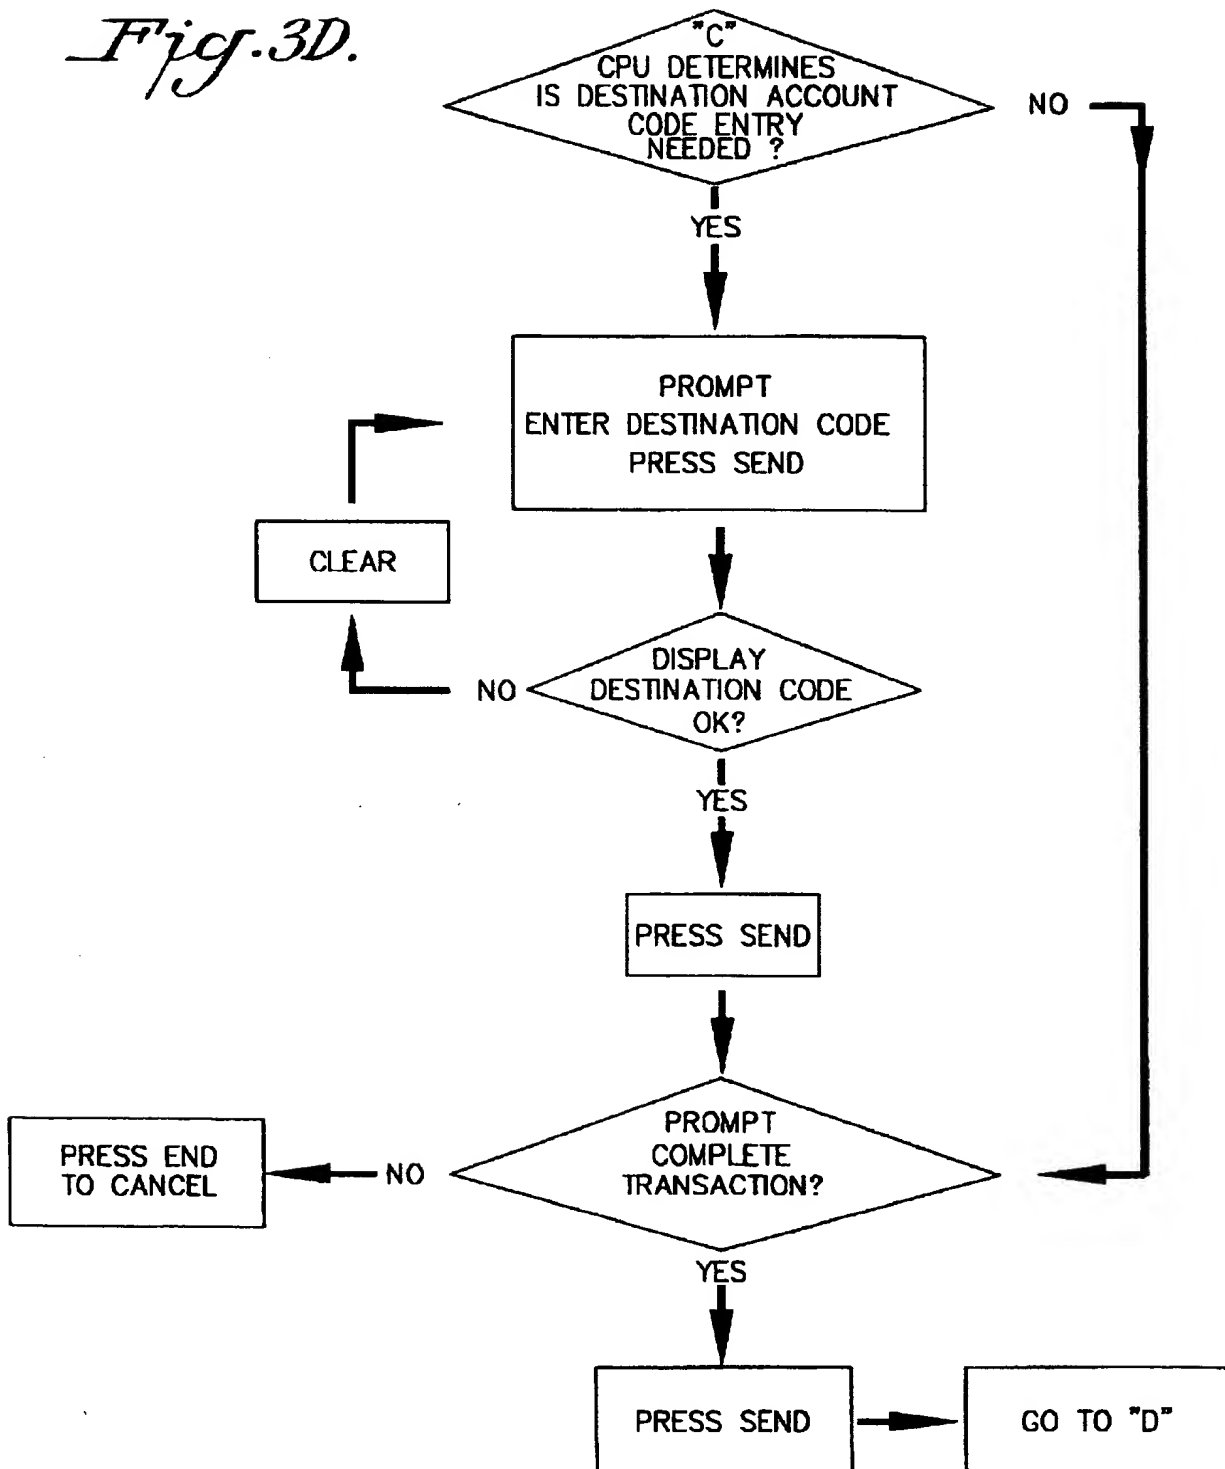 Fig. 3D.
"C"
CPU DETERMINES
IS DESTINATION ACCOUNT
CODE ENTRY
NEEDED ?
NO
YES
PROMPT
ENTER DESTINATION CODE
PRESS SEND
CLEAR
DISPLAY
DESTINATION CODE
OK?
NO
YES
PRESS SEND
PROMPT
COMPLETE
TRANSACTION?
NO
PRESS END
TO CANCEL
YES
PRESS SEND
GO TO "D"